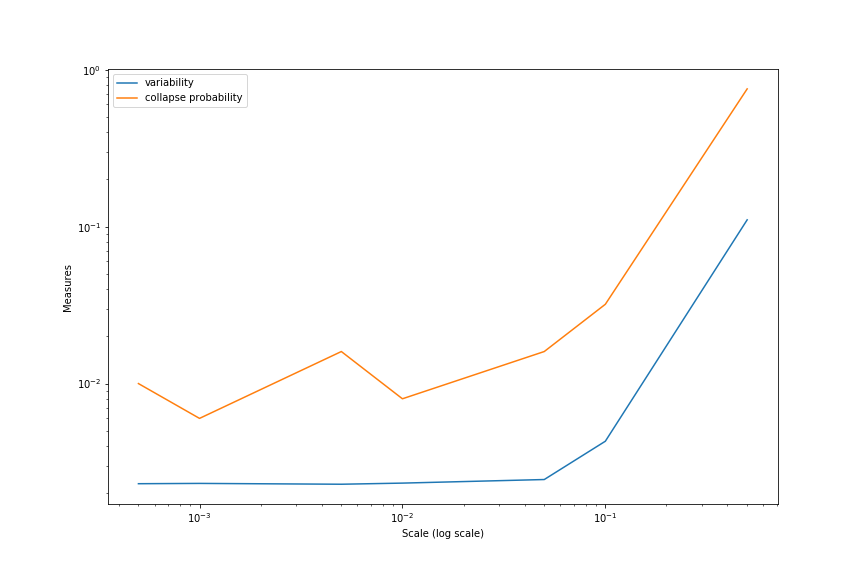 10⁰
variability
collapse probability
10⁻¹
Measures
10⁻²
10⁻³
10⁻²
10⁻¹
Scale (log scale)